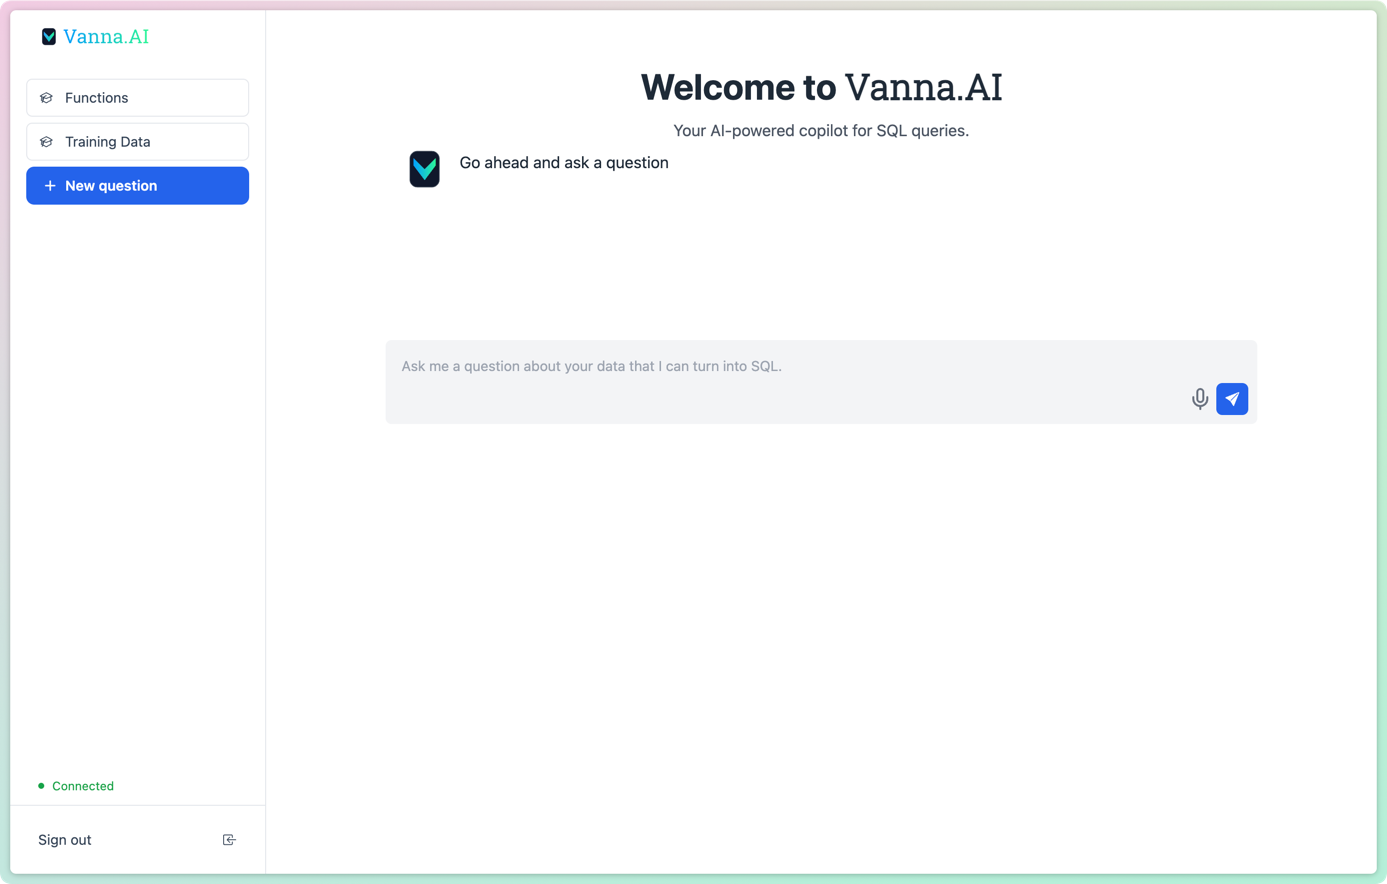 Vanna.AI
Functions
Training Data
New question
Connected
Sign out
Welcome to Vanna.AI
Your AI-powered copilot for SQL queries.
Go ahead and ask a question
Ask me a question about your data that I can turn into SQL.